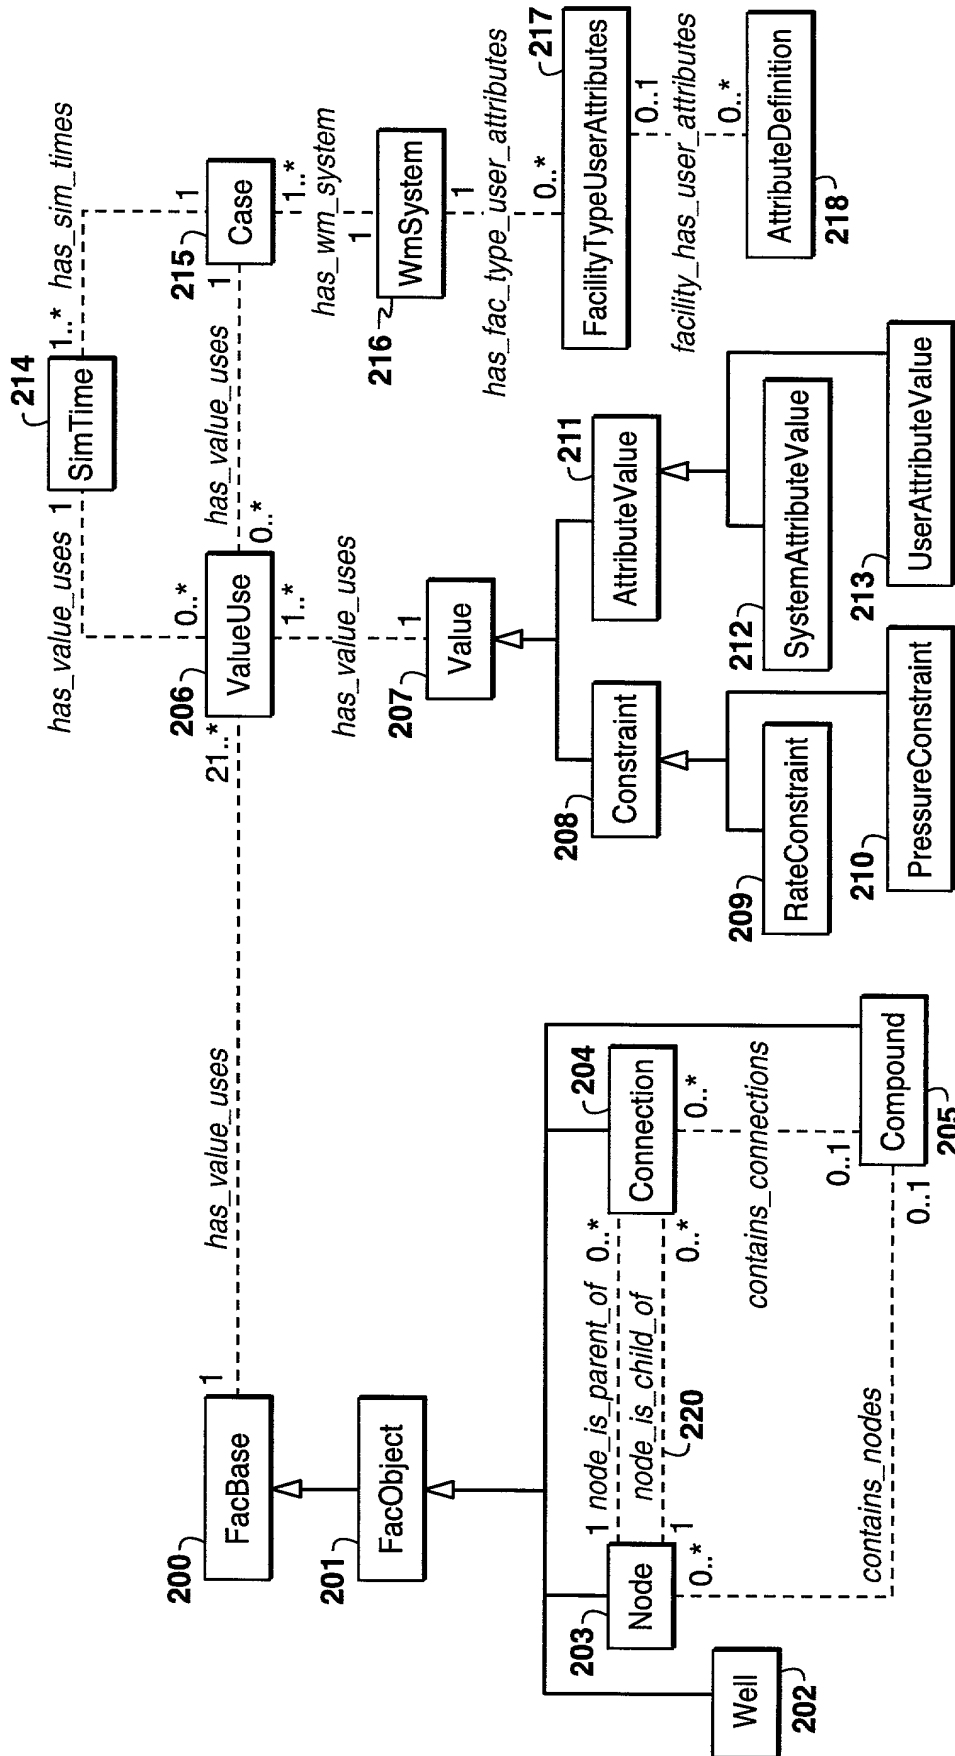 200
FacBase
1
has_value_uses
21..*
206
ValueUse
0..*
has_value_uses
1
SimTime
214
1..*
has_sim_times
1
0..*
has_value_uses
1
215
Case
1..*
has_wm_system
1
216
WmSystem
1
has_fac_type_user_attributes
0..*
217
FacilityTypeUserAttributes
0..1
facility_has_user_attributes
0..*
AttributeDefinition
218
1..*
has_value_uses
1
207
Value
208
Constraint
211
AttributeValue
209
RateConstraint
210
PressureConstraint
212
SystemAttributeValue
213
UserAttributeValue
201
FacObject
202
Well
203
Node
1
node_is_parent_of
0..*
1
node_is_child_of
0..*
220
204
Connection
0..*
contains_connections
0..1
0..*
contains_nodes
0..1
Compound
205